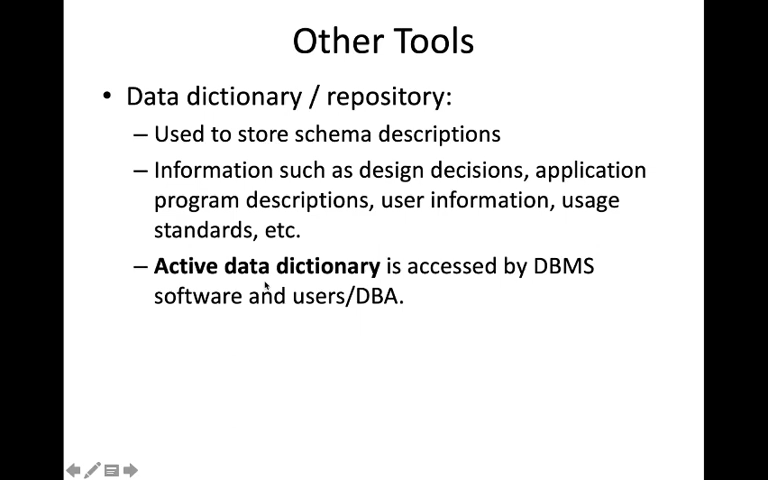 Other Tools
• Data dictionary / repository:
– Used to store schema descriptions
– Information such as design decisions, application
program descriptions, user information, usage
standards, etc.
– Active data dictionary is accessed by DBMS
software and users/DBA.